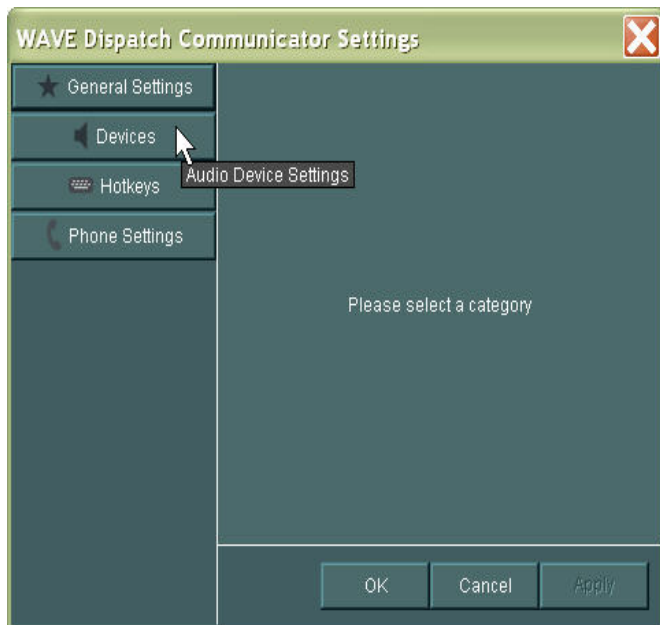 WAVE Dispatch Communicator Settings
General Settings
Devices
Audio Device Settings
Hotkeys
Phone Settings
Please select a category
OK
Cancel
Apply